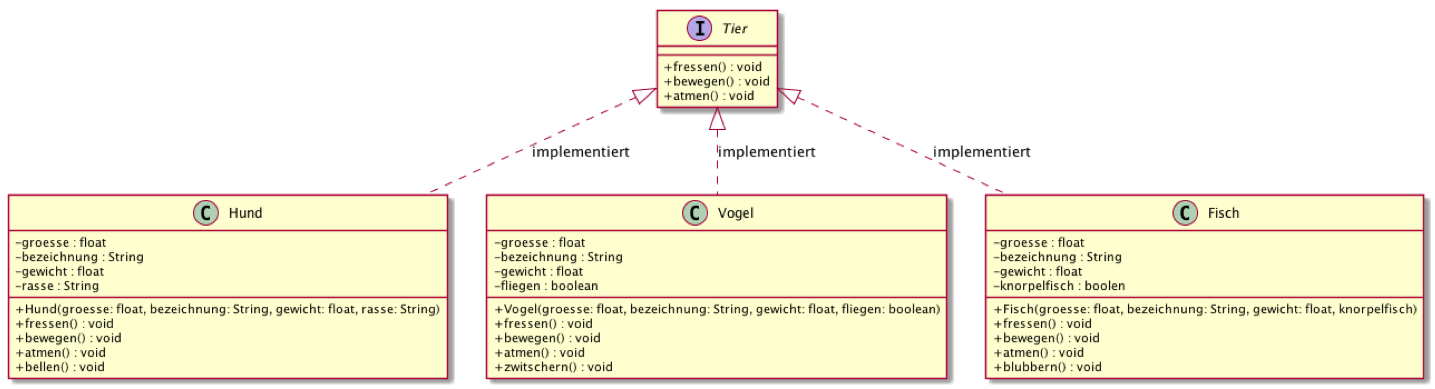 I Tier
+fressen() : void
+bewegen() : void
+atmen() : void
implementiert
implementiert
implementiert
C Hund
-groesse : float
-bezeichnung : String
-gewicht : float
-rasse : String
+Hund(groesse: float, bezeichnung: String, gewicht: float, rasse: String)
+fressen() : void
+bewegen() : void
+atmen() : void
+bellen() : void
C Vogel
-groesse : float
-bezeichnung : String
-gewicht : float
-fliegen : boolean
+Vogel(groesse: float, bezeichnung: String, gewicht: float, fliegen: boolean)
+fressen() : void
+bewegen() : void
+atmen() : void
+zwitschern() : void
C Fisch
-groesse : float
-bezeichnung : String
-gewicht : float
-knorpelfisch : boolen
+Fisch(groesse: float, bezeichnung: String, gewicht: float, knorpelfisch)
+fressen() : void
+bewegen() : void
+atmen() : void
+blubbern() : void